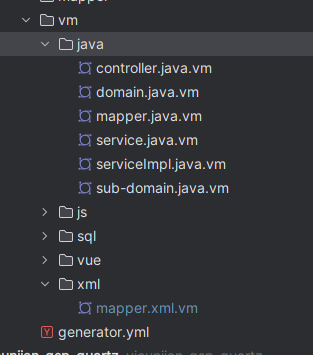 mapper
vm
java
controller.java.vm
domain.java.vm
mapper.java.vm
service.java.vm
serviceImpl.java.vm
sub-domain.java.vm
js
sql
vue
xml
mapper.xml.vm
generator.yml